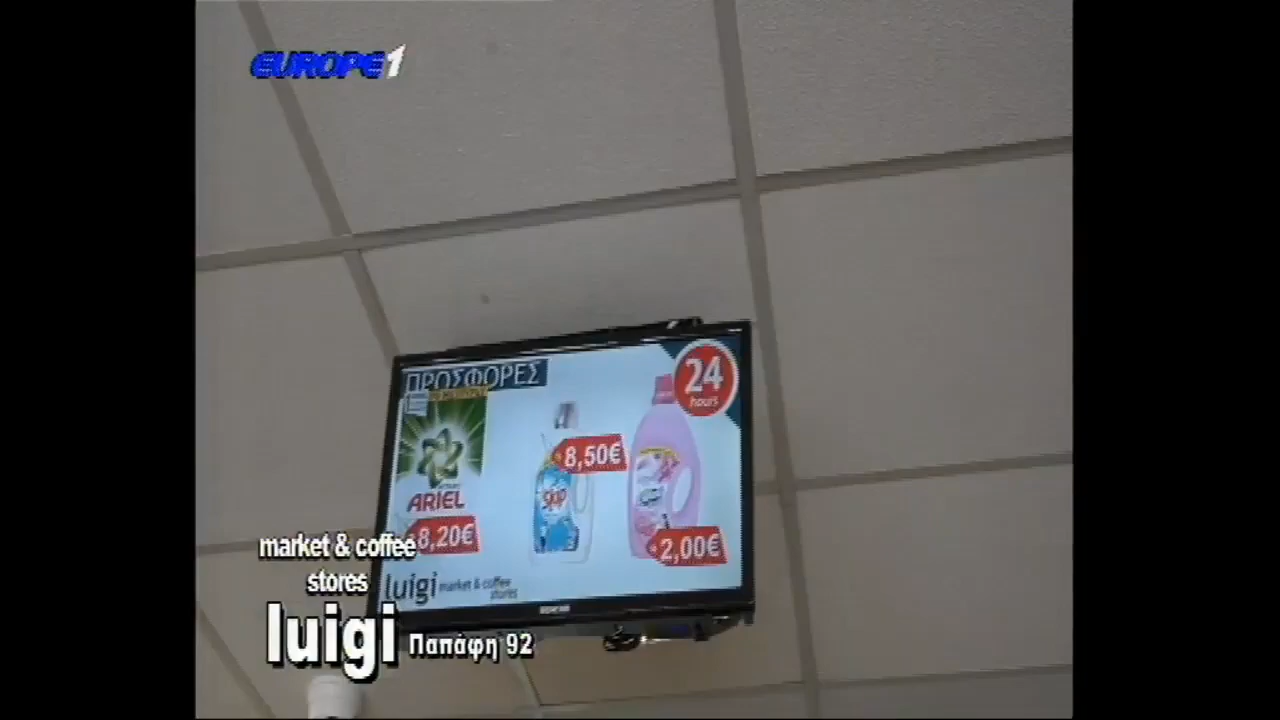 EUROPE1
ΠΡΟΣΦΟΡΕΣ
24
hours
8,50€
skip
ARIEL
8,20€
2,00€
luigi market & coffee
stores
market & coffee
stores
luigi Παπάφη 92